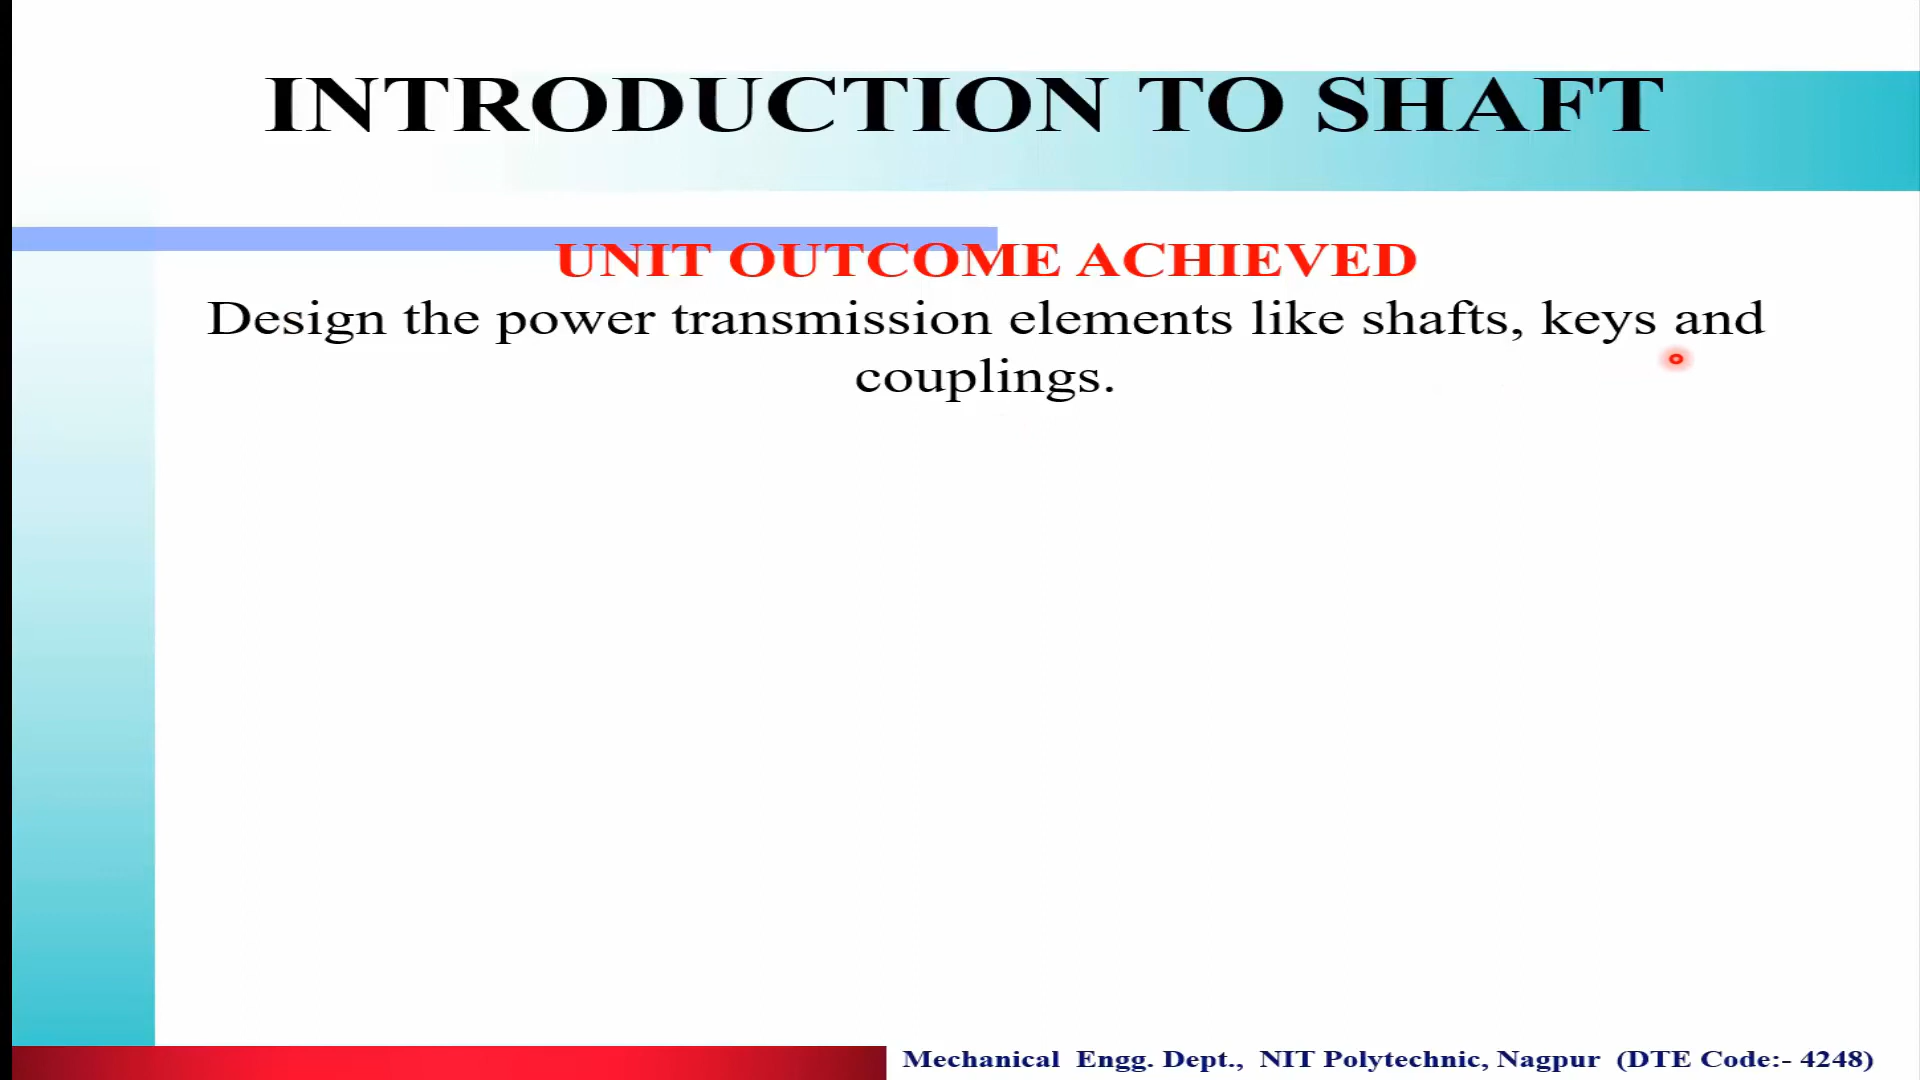 INTRODUCTION TO SHAFT
UNIT OUTCOME ACHIEVED
Design the power transmission elements like shafts, keys and
couplings.
Mechanical Engg. Dept., NIT Polytechnic, Nagpur (DTE Code:- 4248)